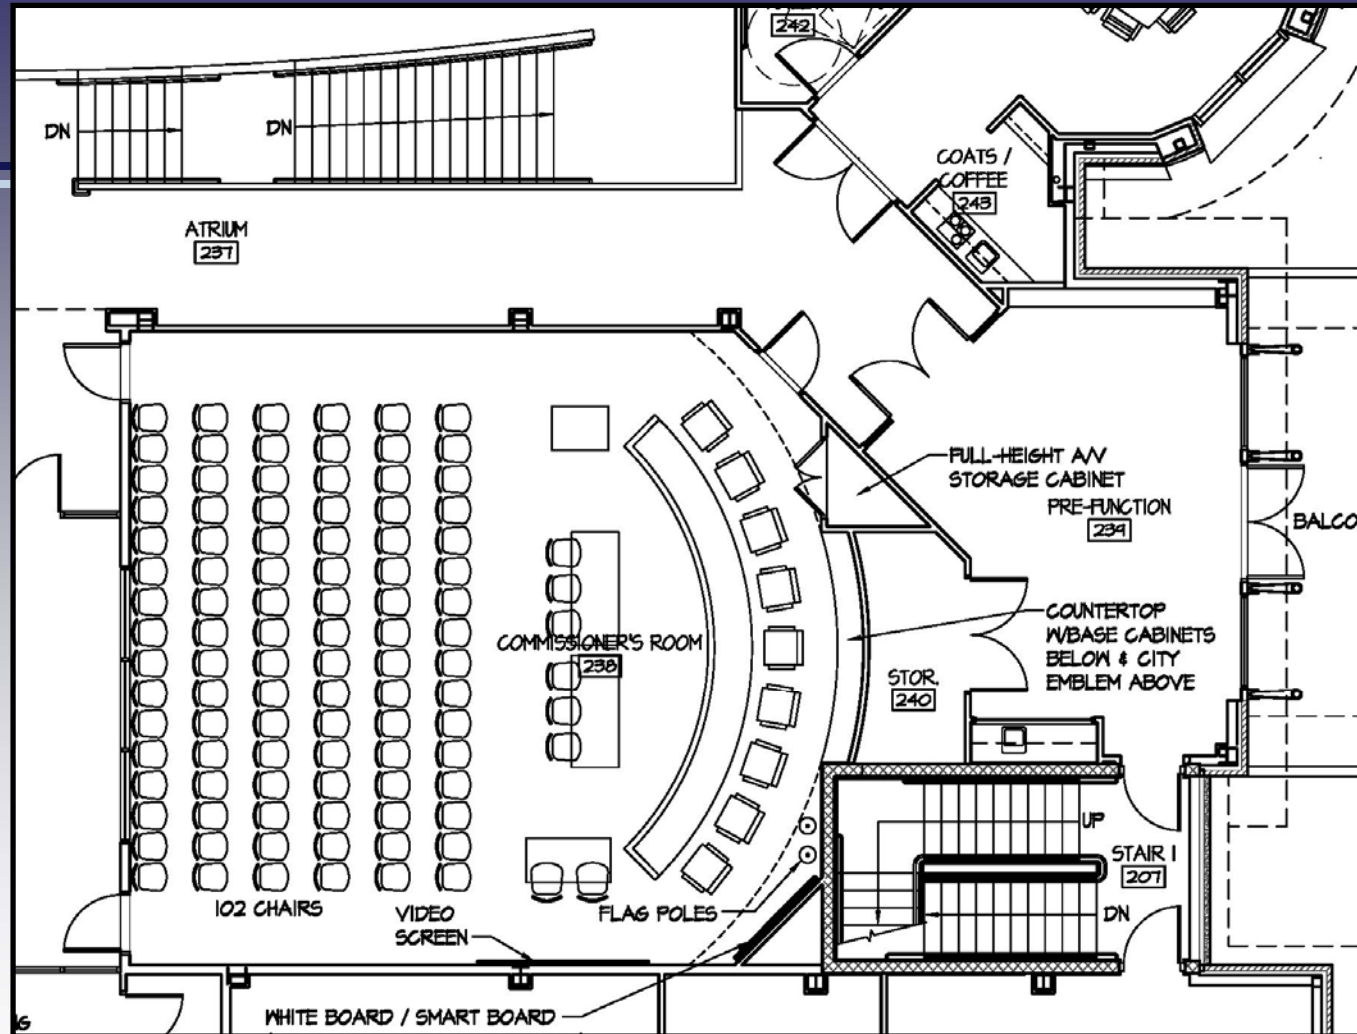 242
DN
DN
COATS /
COFFEE
243
ATRIUM
237
FULL-HEIGHT A/V
STORAGE CABINET
PRE-FUNCTION
239
BALCO
COUNTERTOP
W/BASE CABINETS
BELOW & CITY
EMBLEM ABOVE
COMMISSIONER'S ROOM
238
STOR.
240
UP
STAIR 1
207
DN
102 CHAIRS
VIDEO
SCREEN
FLAG POLES
WHITE BOARD / SMART BOARD